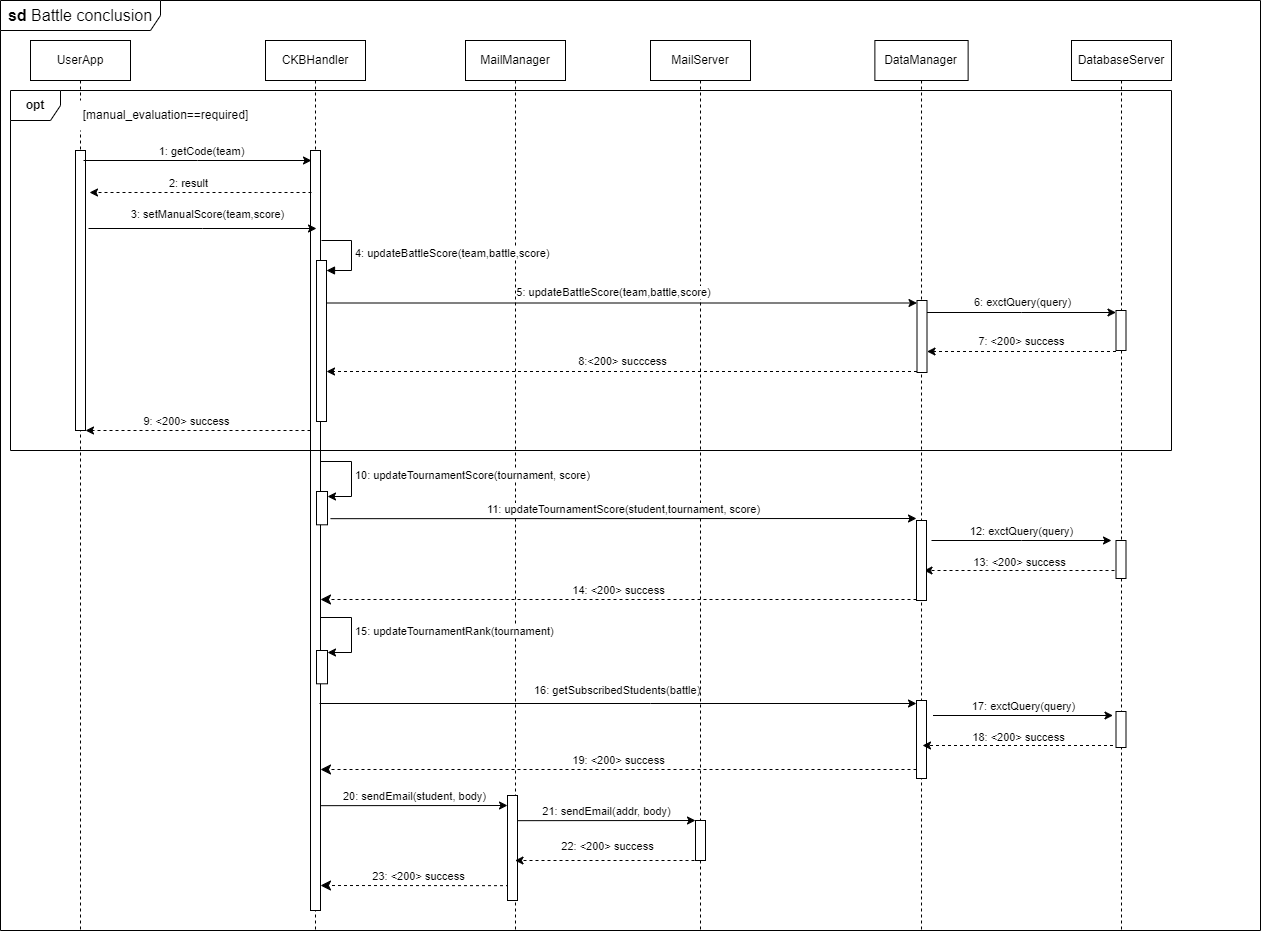 sd Battle conclusion
UserApp
CKBHandler
MailManager
MailServer
DataManager
DatabaseServer
opt
[manual_evaluation==required]
1: getCode(team)
2: result
3: setManualScore(team,score)
4: updateBattleScore(team,battle,score)
5: updateBattleScore(team,battle,score)
6: exctQuery(query)
7: <200> success
8:<200> succcess
9: <200> success
10: updateTournamentScore(tournament, score)
11: updateTournamentScore(student,tournament, score)
12: exctQuery(query)
13: <200> success
14: <200> success
15: updateTournamentRank(tournament)
16: getSubscribedStudents(battle)
17: exctQuery(query)
18: <200> success
19: <200> success
20: sendEmail(student, body)
21: sendEmail(addr, body)
22: <200> success
23: <200> success